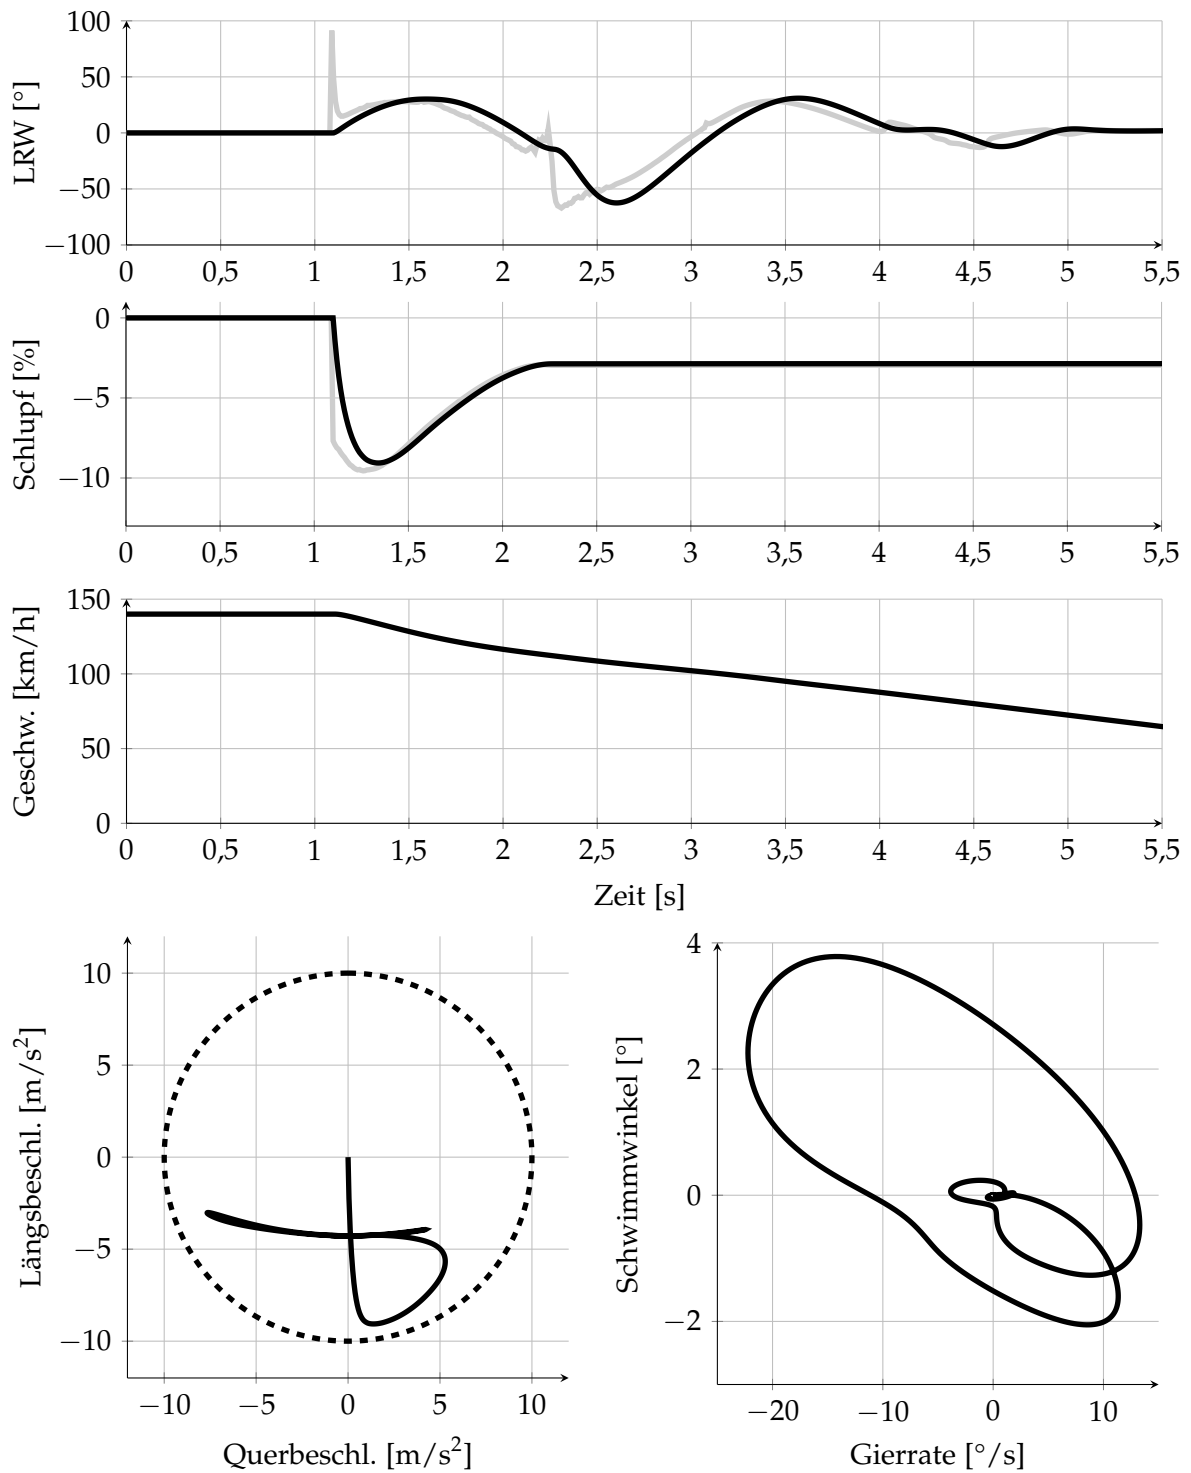 100
50
0
−50
−100
LRW [°]
0 0,5 1 1,5 2 2,5 3 3,5 4 4,5 5 5,5
0
−5
−10
Schlupf [%]
0 0,5 1 1,5 2 2,5 3 3,5 4 4,5 5 5,5
150
100
50
0
Geschw. [km/h]
0 0,5 1 1,5 2 2,5 3 3,5 4 4,5 5 5,5
Zeit [s]
10
5
0
−5
−10
Längsbeschl. [m/s²]
−10 −5 0 5 10
Querbeschl. [m/s²]
4
2
0
−2
Schwimmwinkel [°]
−20 −10 0 10
Gierrate [°/s]